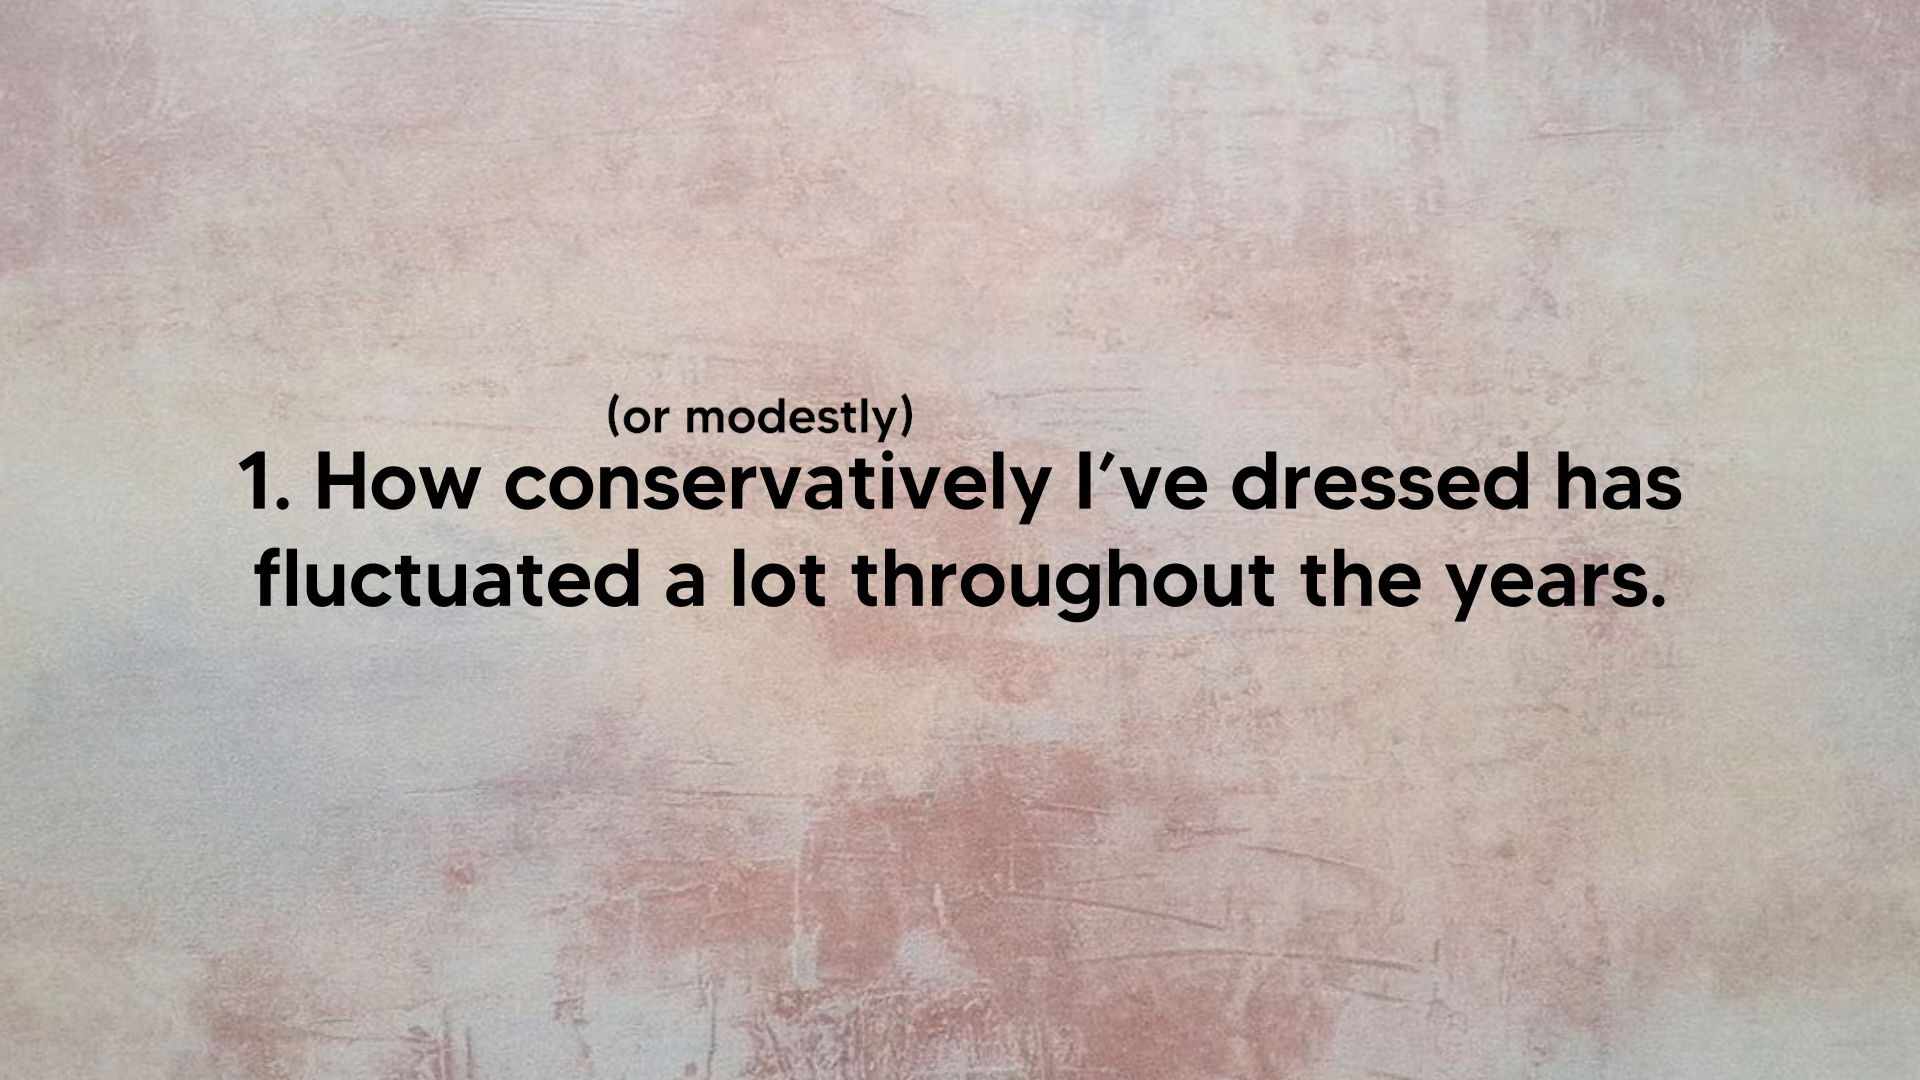 (or modestly)
1. How conservatively I've dressed has
fluctuated a lot throughout the years.